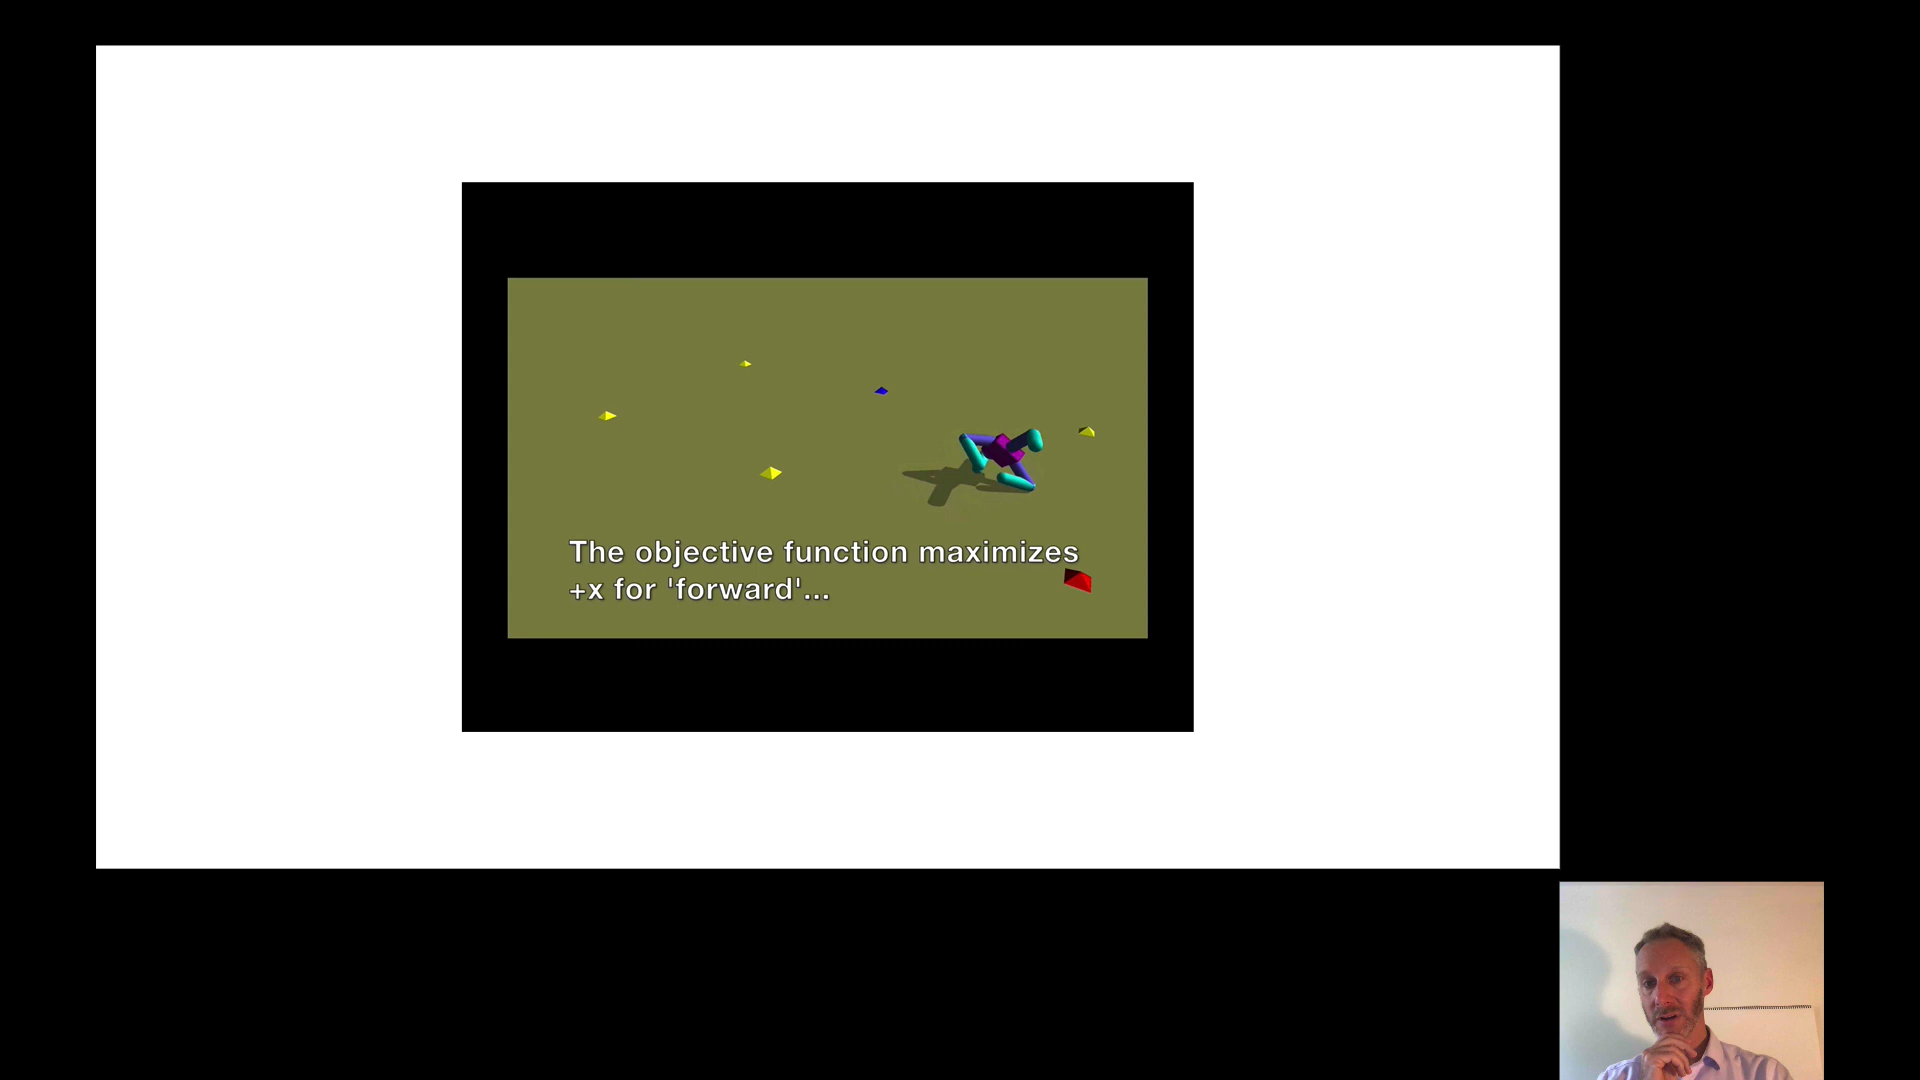 The objective function maximizes
+x for 'forward'...